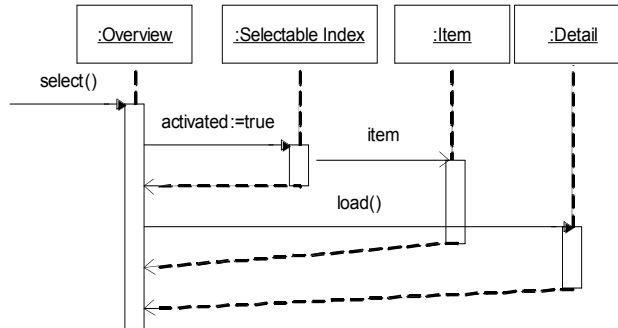 :Overview
:Selectable Index
:Item
:Detail
select()
activated:=true
item
load()